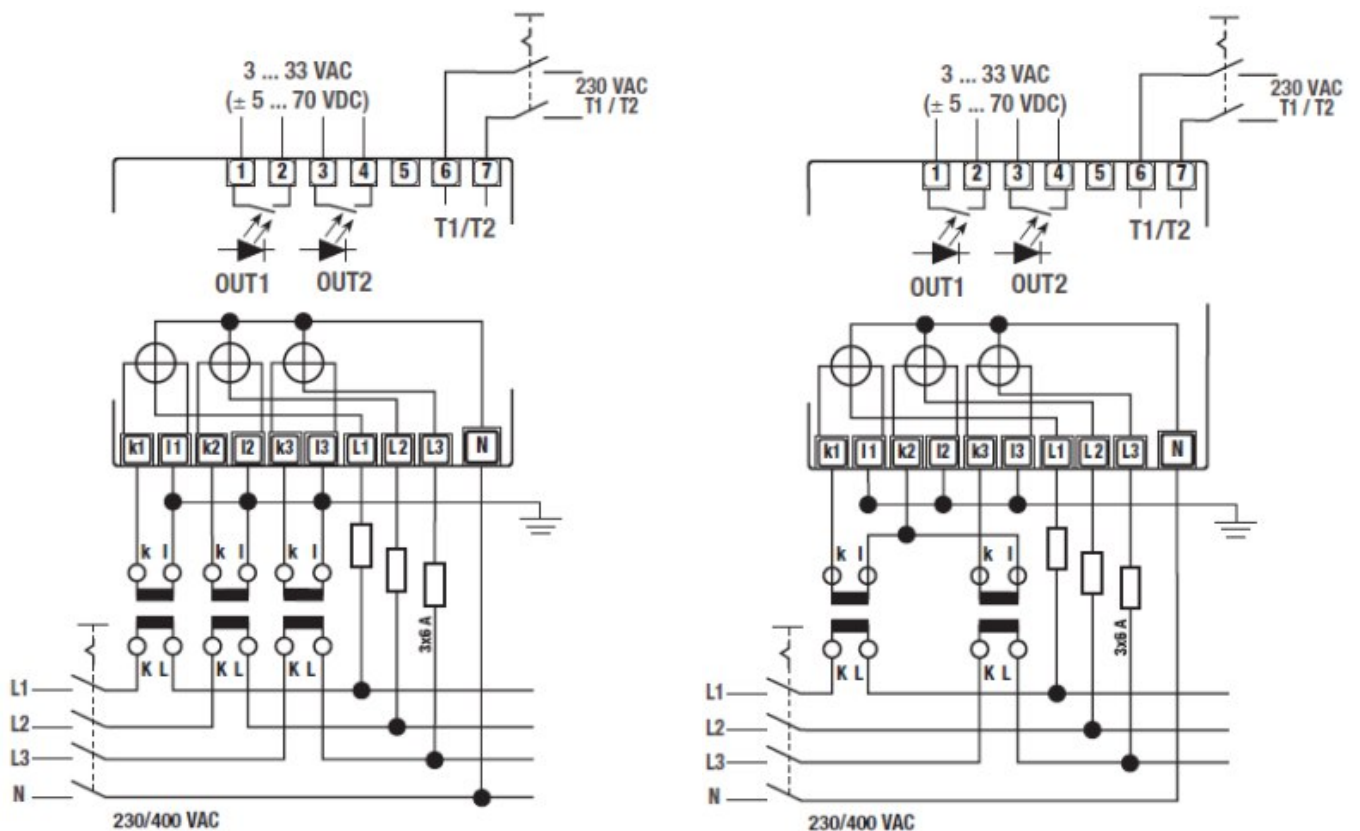 3 ... 33 VAC
(± 5 ... 70 VDC)
230 VAC
T1 / T2
1 2 3 4 5 6 7
T1/T2
OUT1 OUT2
k1 l1 k2 l2 k3 l3 L1 L2 L3 N
k l k l k l
3x6 A
K L K L K L
L1
L2
L3
N
230/400 VAC
3 ... 33 VAC
(± 5 ... 70 VDC)
230 VAC
T1 / T2
1 2 3 4 5 6 7
T1/T2
OUT1 OUT2
k1 l1 k2 l2 k3 l3 L1 L2 L3 N
k l k l
3x6 A
K L K L
L1
L2
L3
N
230/400 VAC